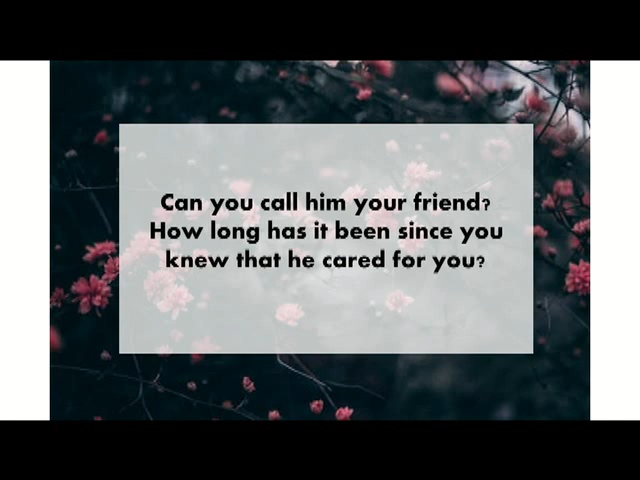 Can you call him your friend?
How long has it been since you
knew that he cared for you?